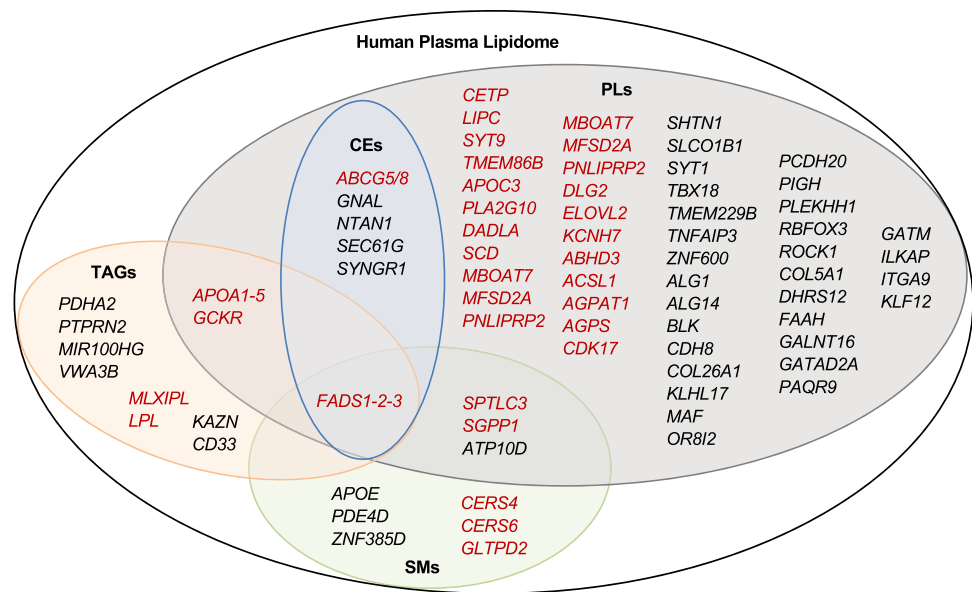 Human Plasma Lipidome
PLs
CETP
LIPC
SYT9
TMEM86B
APOC3
PLA2G10
DADLA
SCD
MBOAT7
MFSD2A
PNLIPRP2
MBOAT7
MFSD2A
PNLIPRP2
DLG2
ELOVL2
KCNH7
ABHD3
ACSL1
AGPAT1
AGPS
CDK17
SHTN1
SLCO1B1
SYT1
TBX18
TMEM229B
TNFAIP3
ZNF600
ALG1
ALG14
BLK
CDH8
COL26A1
KLHL17
MAF
OR8I2
PCDH20
PIGH
PLEKHH1
RBFOX3
ROCK1
COL5A1
DHRS12
FAAH
GALNT16
GATAD2A
PAQR9
GATM
ILKAP
ITGA9
KLF12
CEs
ABCG5/8
GNAL
NTAN1
SEC61G
SYNGR1
TAGs
PDHA2
PTPRN2
MIR100HG
VWA3B
APOA1-5
GCKR
MLXIPL
LPL
KAZN
CD33
FADS1-2-3
SPTLC3
SGPP1
ATP10D
APOE
PDE4D
ZNF385D
CERS4
CERS6
GLTPD2
SMs